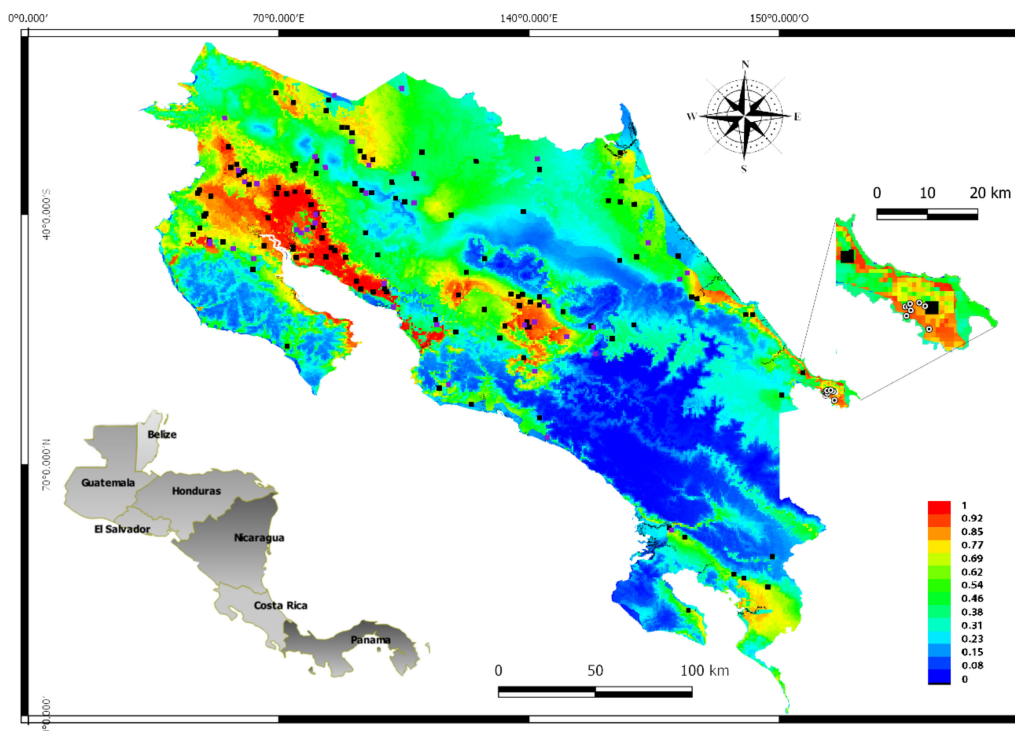 0°0.000′
70°0.000′E
140°0.000′E
150°0.000′O
N
W
E
S
0 10 20 km
40°0.000′S
70°0.000′N
Belize
Guatemala
Honduras
El Salvador
Nicaragua
Costa Rica
Panama
1
0.92
0.85
0.77
0.69
0.62
0.54
0.46
0.38
0.31
0.23
0.15
0.08
0
0 50 100 km